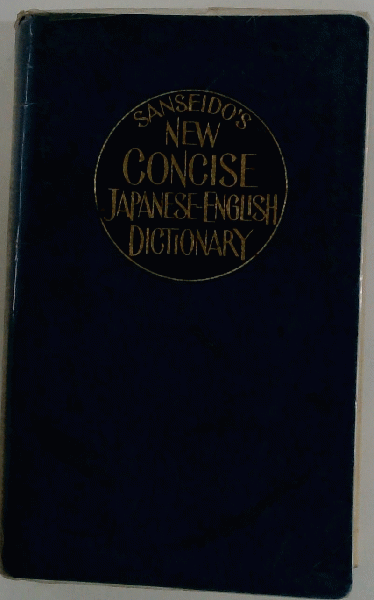 SANSEIDO'S
NEW
CONCISE
JAPANESE-ENGLISH
DICTIONARY